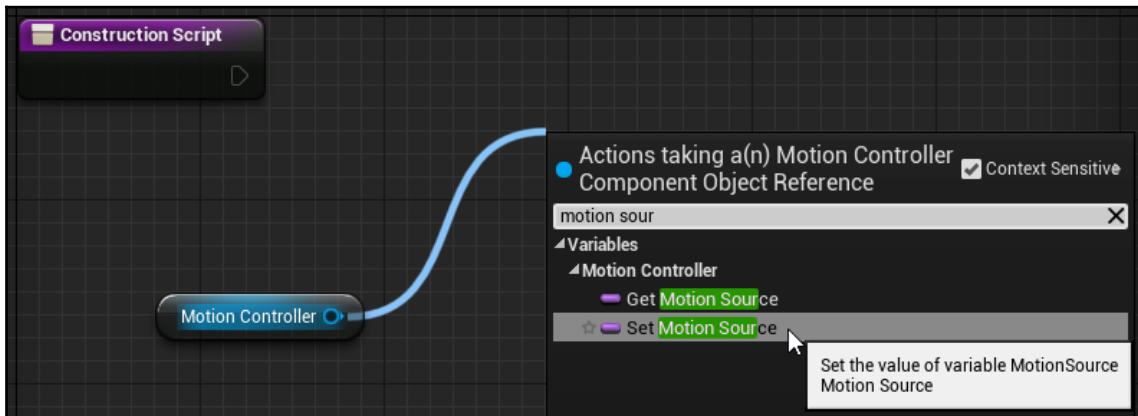 Construction Script
Actions taking a(n) Motion Controller
Component Object Reference
Context Sensitive
motion sour
Variables
Motion Controller
Get Motion Source
Motion Controller
Set Motion Source
Set the value of variable MotionSource
Motion Source